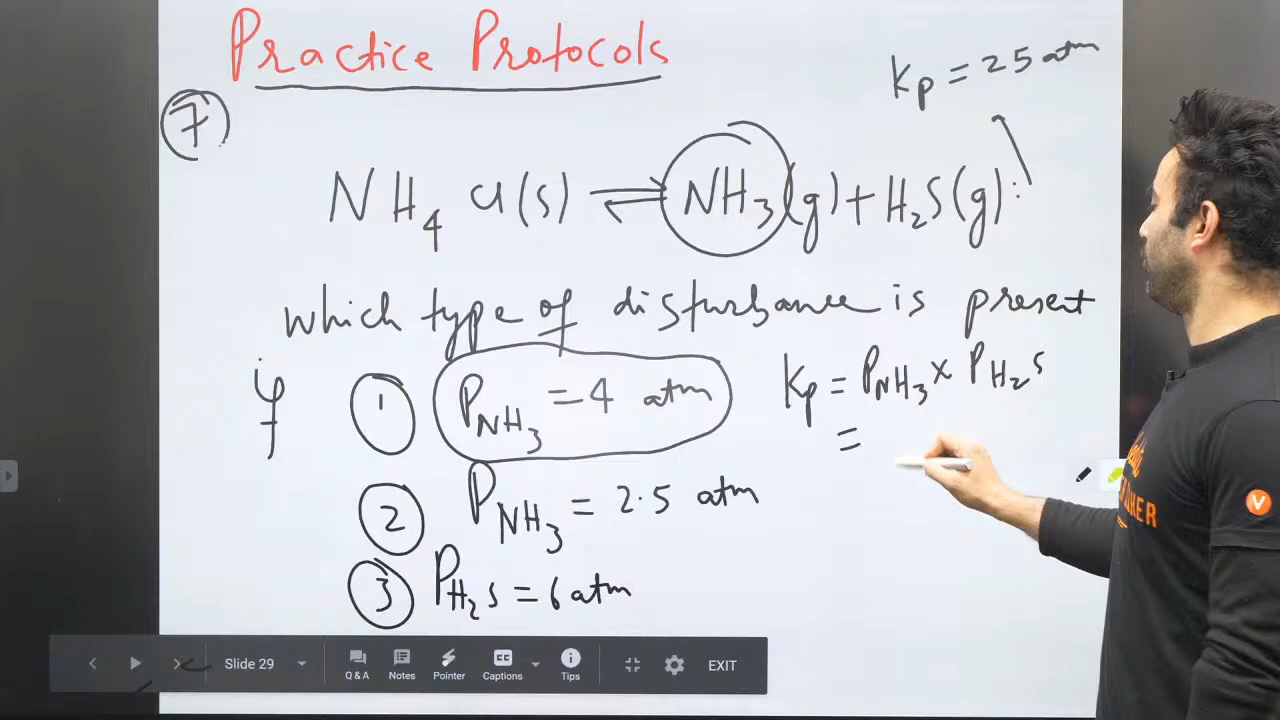 Practice Protocols
Kp = 25 atm
7
NH4 Cl(s) ⇌ NH3(g) + H2S(g) :
which type of disturbance is present
if
1 PNH3 = 4 atm
Kp = PNH3 × PH2S
=
2 PNH3 = 2.5 atm
3 PH2S = 6 atm
Slide 29
Q & A
Notes
Pointer
Captions
Tips
EXIT